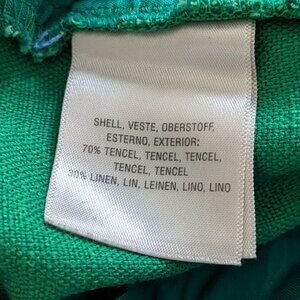 SHELL, VESTE, OBERSTOFF,
ESTERNO, EXTERIOR:
70% TENCEL, TENCEL, TENCEL,
TENCEL, TENCEL
30% LINEN, LIN, LEINEN, LINO, LINO